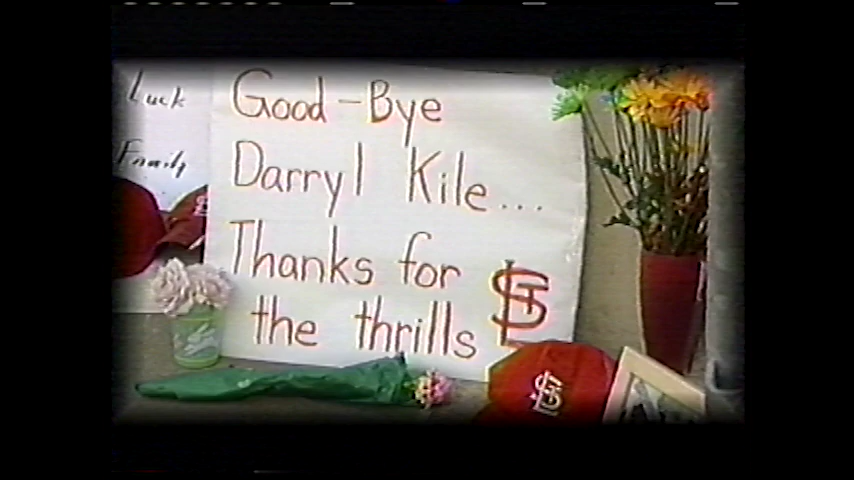 Luck
Family
Good-Bye
Darryl Kile...
Thanks for
the thrills
STL
STL